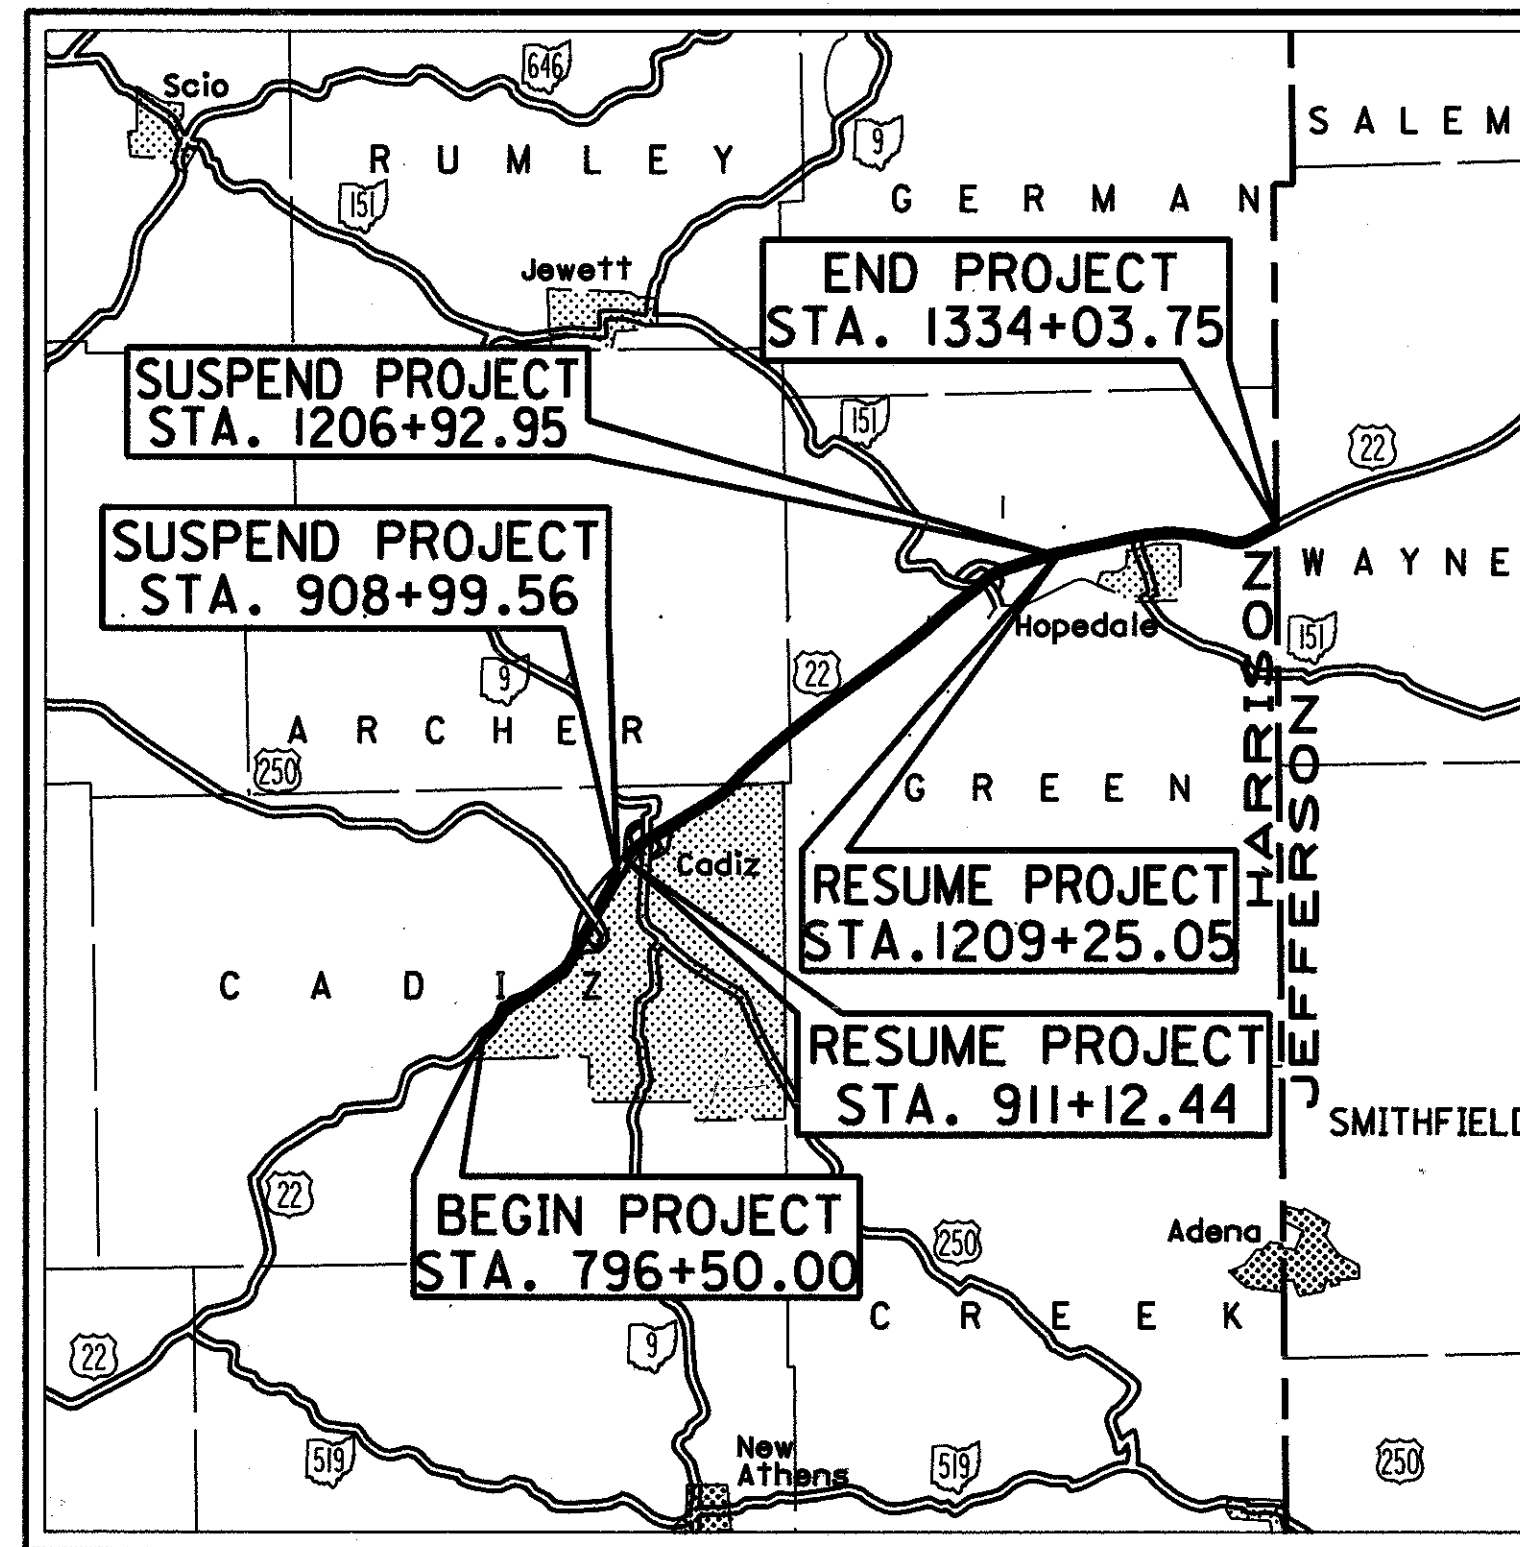 646
Scio
SALEM
9
RUMLEY
151
GERMAN
Jewett
END PROJECT
STA. 1334+03.75
SUSPEND PROJECT
STA. 1206+92.95
151
22
SUSPEND PROJECT
STA. 908+99.56
WAYNE
Hopedale
151
9
22
HARRISON
JEFFERSON
ARCHER
250
GREEN
Cadiz
RESUME PROJECT
STA.1209+25.05
CADIZ
RESUME PROJECT
STA. 911+12.44
SMITHFIELD
22
BEGIN PROJECT
STA. 796+50.00
250
Adena
CREEK
22
9
519
New
Athens
519
250